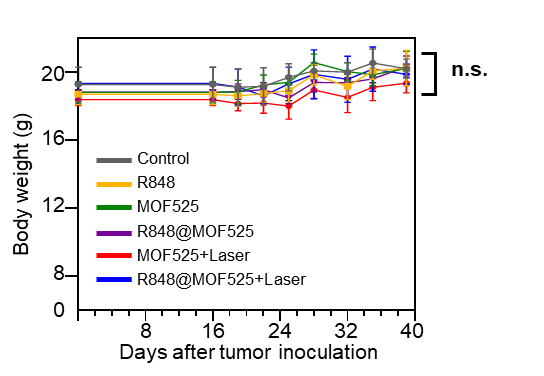 20
16
12
8
0
Body weight (g)
n.s.
Control
R848
MOF525
R848@MOF525
MOF525+Laser
R848@MOF525+Laser
8 16 24 32 40
Days after tumor inoculation